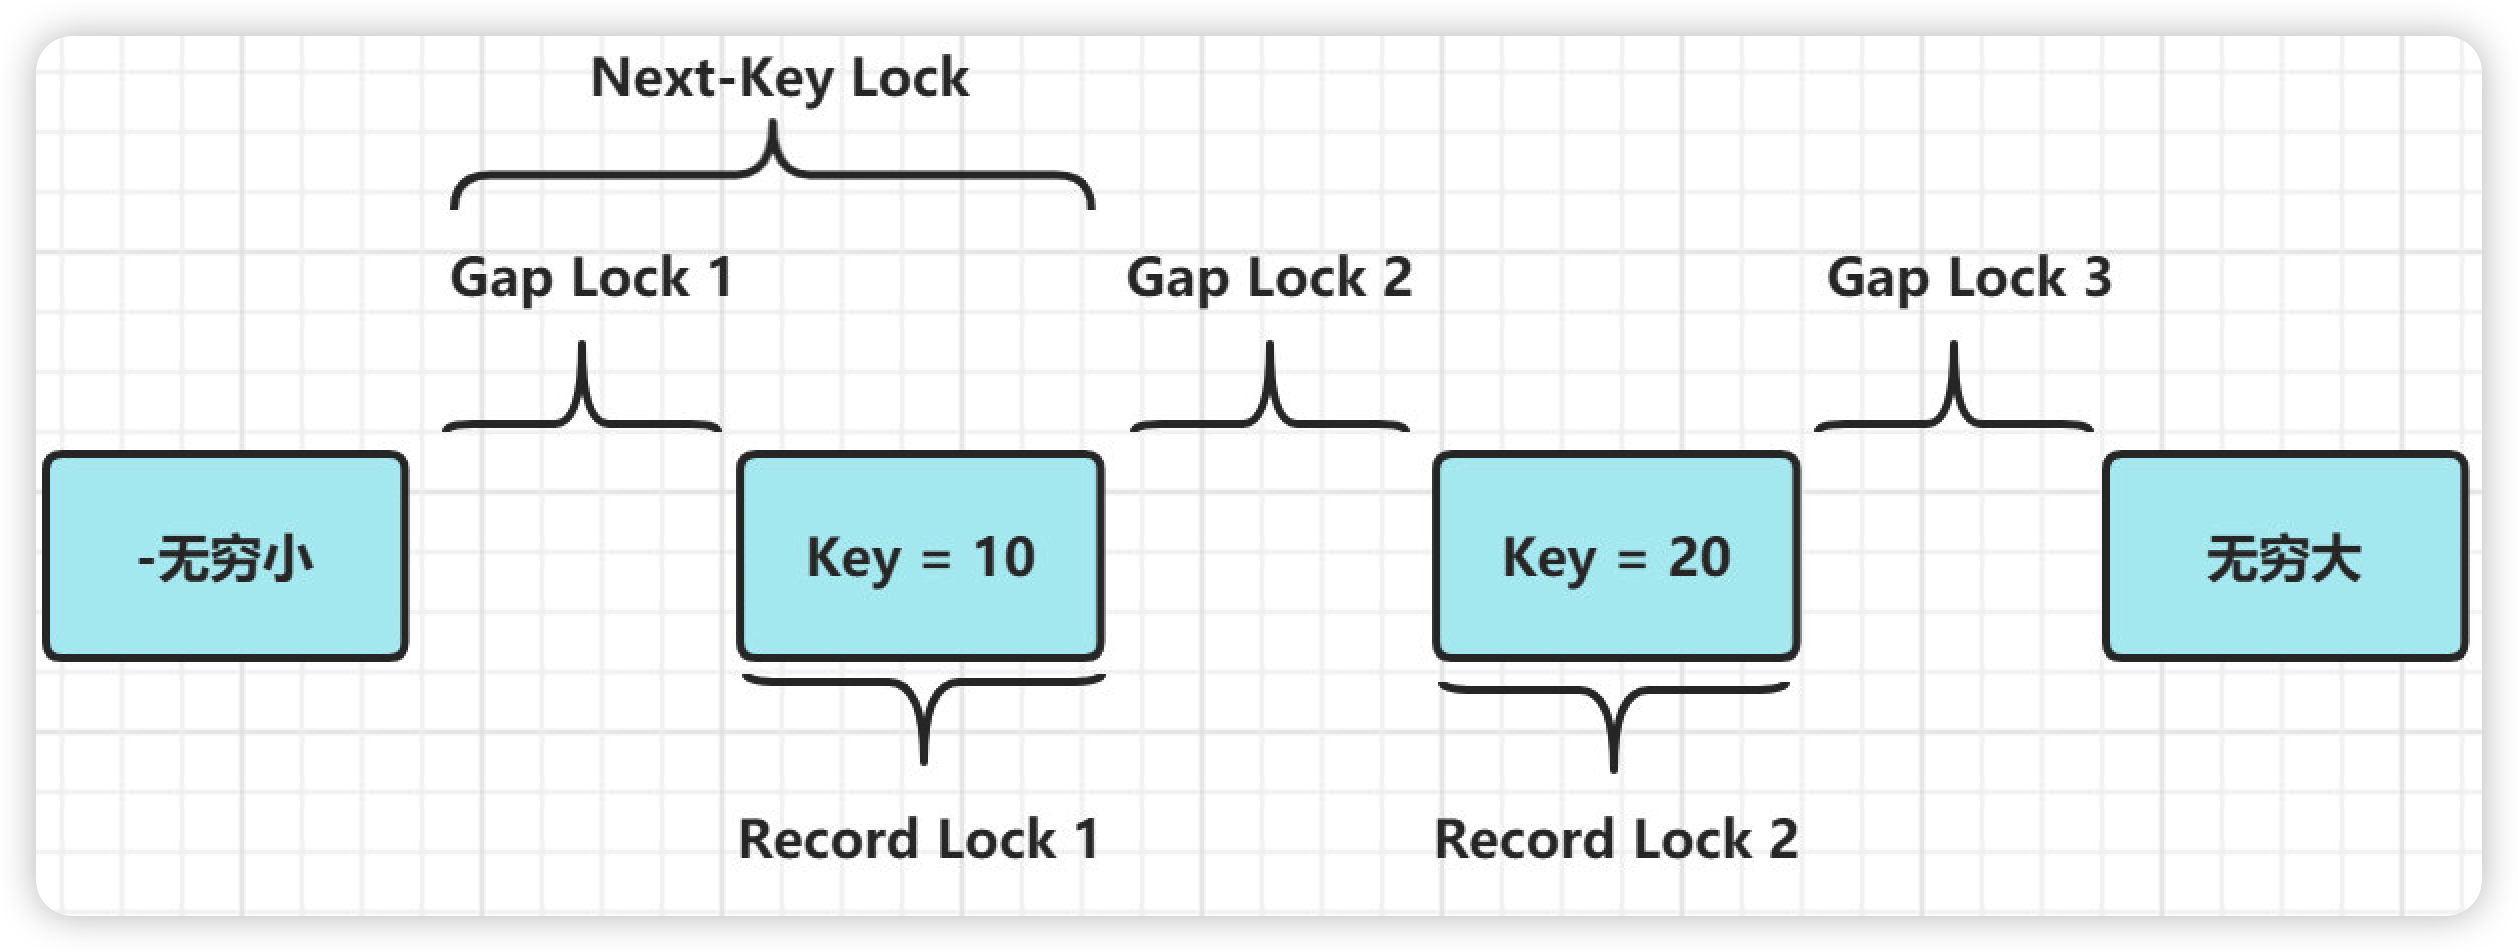 Next-Key Lock
Gap Lock 1
Gap Lock 2
Gap Lock 3
-无穷小
Key = 10
Key = 20
无穷大
Record Lock 1
Record Lock 2